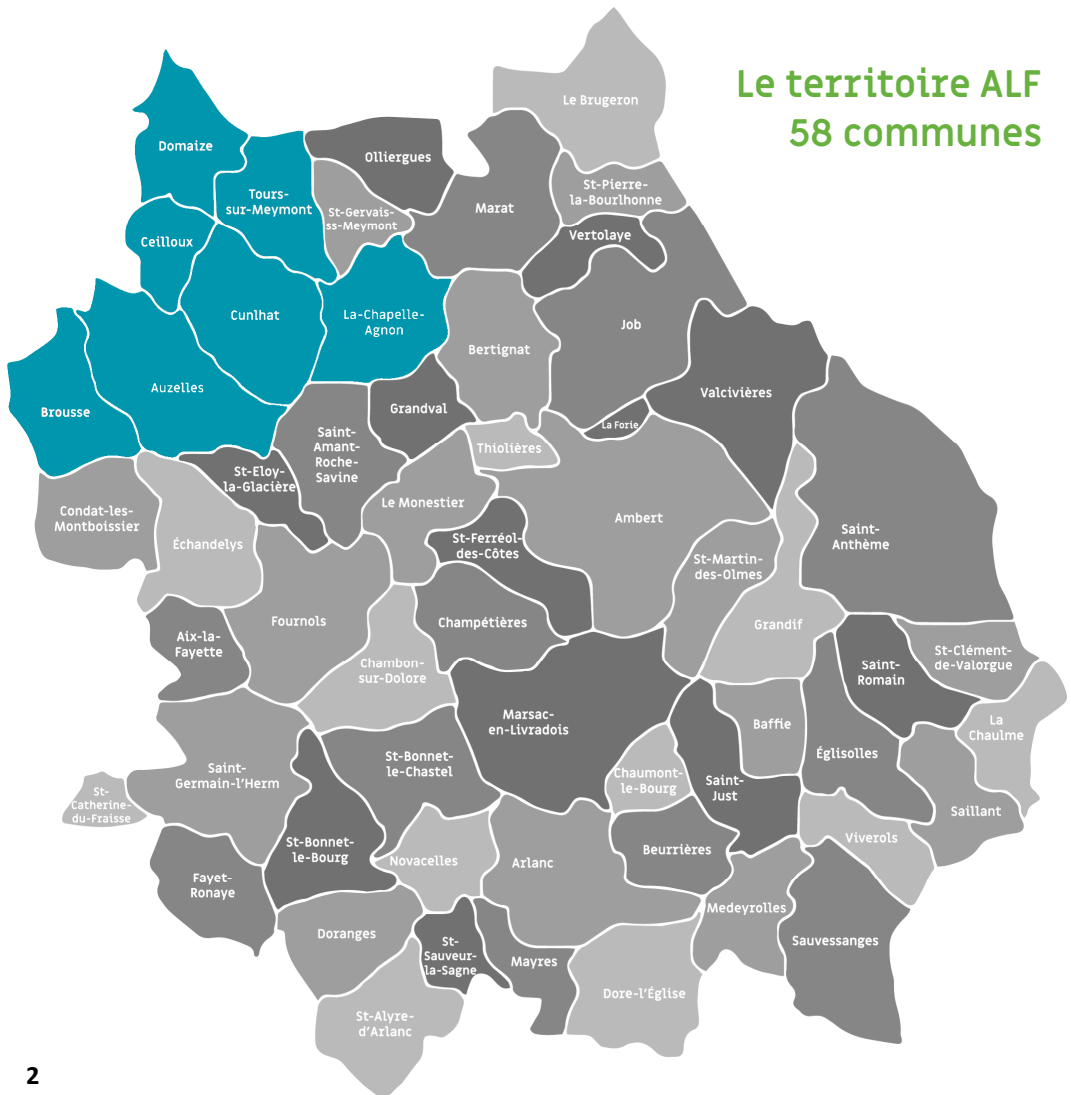 Le territoire ALF
58 communes
Le Brugeron
Domaize
Olliergues
St-Pierre-
la-Bourlhonne
Tours-
sur-Meymont
St-Gervais-
ss-Meymont
Marat
Vertolaye
Ceilloux
Cunlhat
La-Chapelle-
Agnon
Job
Bertignat
Auzelles
Valcivières
Brousse
Grandval
La Forie
Saint-
Amant-
Roche-
Savine
Thiolières
St-Eloy-
la-Glacière
Le Monestier
Condat-les-
Montboissier
Ambert
Saint-
Anthème
Échandelys
St-Ferréol-
des-Côtes
St-Martin-
des-Olmes
Fournols
Champétières
Grandif
Aix-la-
Fayette
Chambon-
sur-Dolore
Saint-
Romain
St-Clément-
de-Valorgue
Marsac-
en-Livradois
Baffie
La
Chaulme
Églisolles
St-Bonnet-
le-Chastel
Saint-
Germain-l'Herm
Chaumont-
le-Bourg
Saint-
Just
St-
Catherine-
du-Fraisse
Saillant
Viverols
St-Bonnet-
le-Bourg
Novacelles
Arlanc
Beurrières
Fayet-
Ronaye
Medeyrolles
Doranges
St-
Sauveur-
la-Sagne
Mayres
Sauvessanges
Dore-l'Église
St-Alyre-
d'Arlanc
2